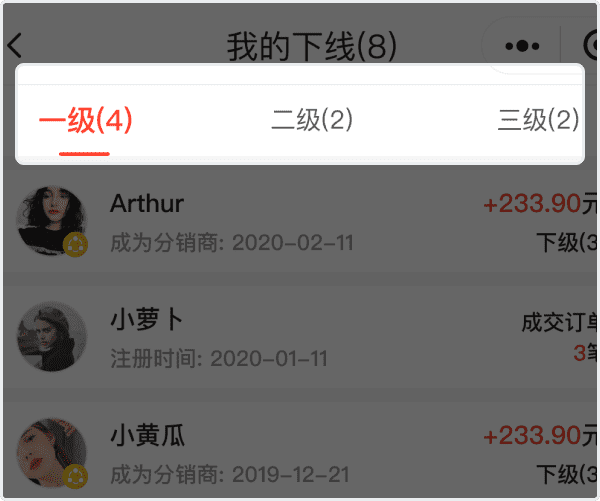 我的下线(8)
一级(4) 二级(2) 三级(2)
Arthur +233.90元
成为分销商: 2020-02-11 下级(3
小萝卜 成交订单
注册时间: 2020-01-11 3笔
小黄瓜 +233.90元
成为分销商: 2019-12-21 下级(3